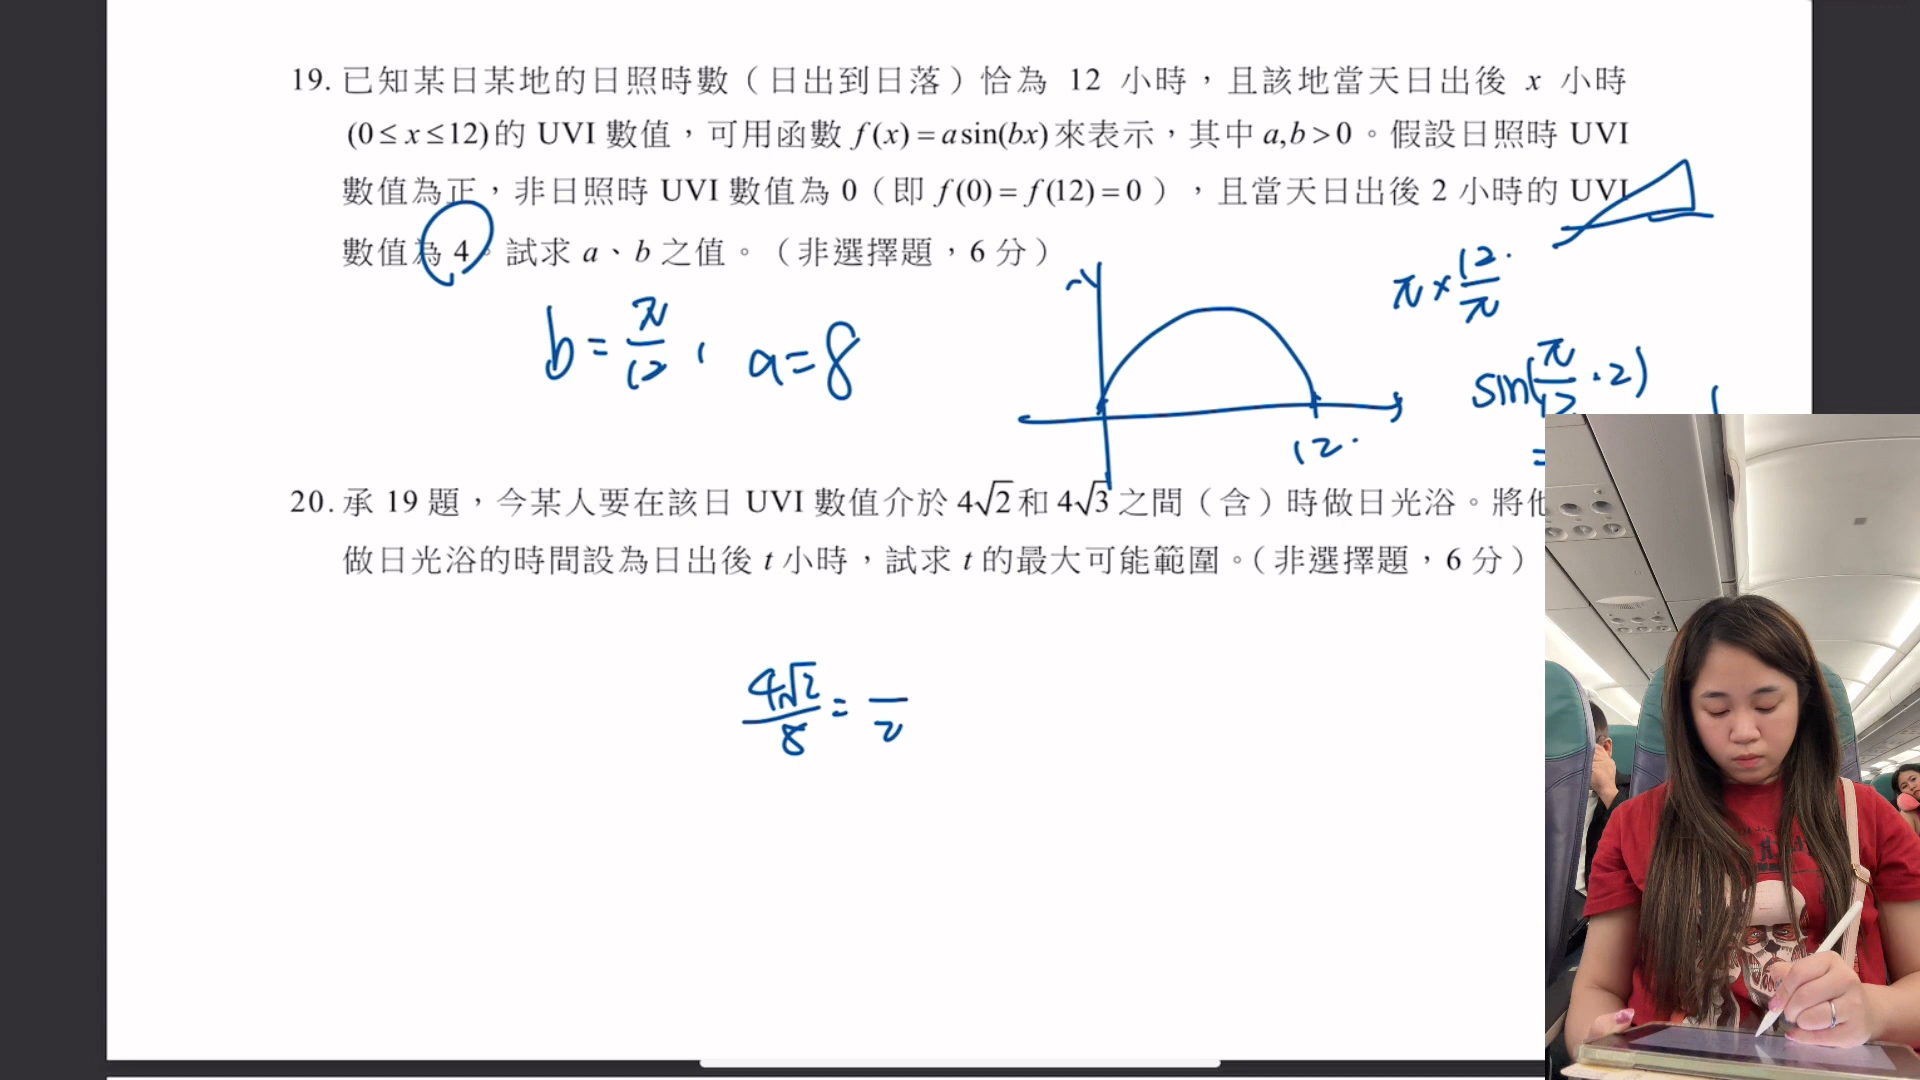 19. 已知某日某地的日照時數（日出到日落）恰為 12 小時，且該地當天日出後 x 小時
(0≤x≤12)的 UVI 數值，可用函數 f(x)=asin(bx)來表示，其中 a,b>0。假設日照時 UVI
數值為正，非日照時 UVI 數值為 0（即 f(0)=f(12)=0），且當天日出後 2 小時的 UVI
數值為 4。試求 a、b 之值。（非選擇題，6 分）
π×12/π
b=π/12, a=8
sin(π/12·2)
=
12.
20. 承 19 題，今某人要在該日 UVI 數值介於 4√2和 4√3 之間（含）時做日光浴。將他
做日光浴的時間設為日出後 t 小時，試求 t 的最大可能範圍。（非選擇題，6 分）
4√2/8=—/2